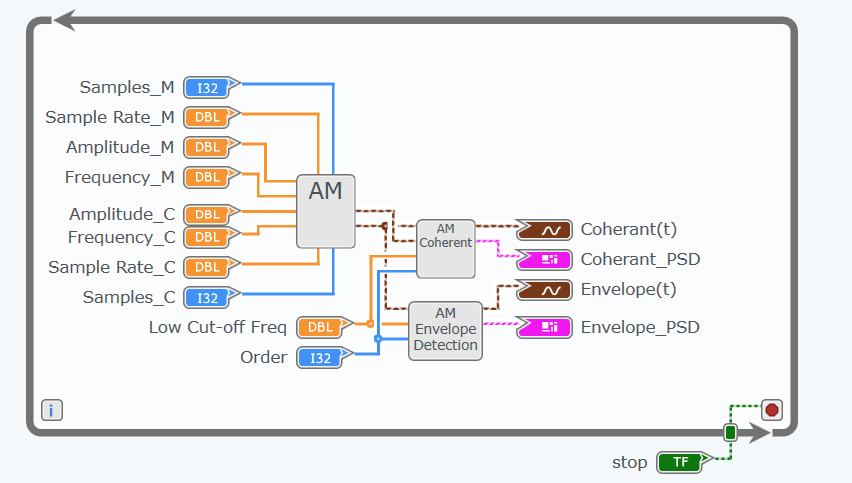 Samples_M I32
Sample Rate_M DBL
Amplitude_M DBL
Frequency_M DBL
AM
Amplitude_C DBL
Frequency_C DBL
Sample Rate_C DBL
Samples_C I32
AM
Coherent
Coherant(t)
Coherant_PSD
Envelope(t)
Low Cut-off Freq DBL
Order I32
AM
Envelope
Detection
Envelope_PSD
i
stop TF